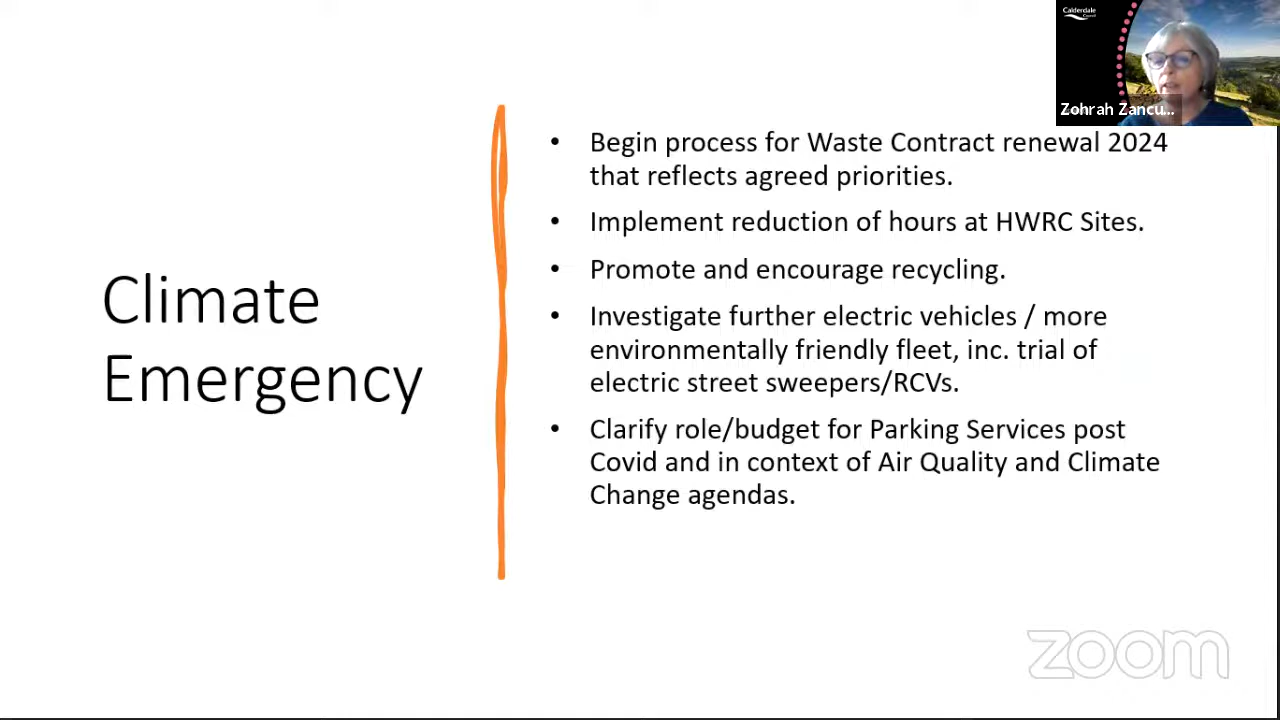 Calderdale
Council
Zohrah Zancu...
Climate
Emergency
• Begin process for Waste Contract renewal 2024
that reflects agreed priorities.
• Implement reduction of hours at HWRC Sites.
• Promote and encourage recycling.
• Investigate further electric vehicles / more
environmentally friendly fleet, inc. trial of
electric street sweepers/RCVs.
• Clarify role/budget for Parking Services post
Covid and in context of Air Quality and Climate
Change agendas.
zoom